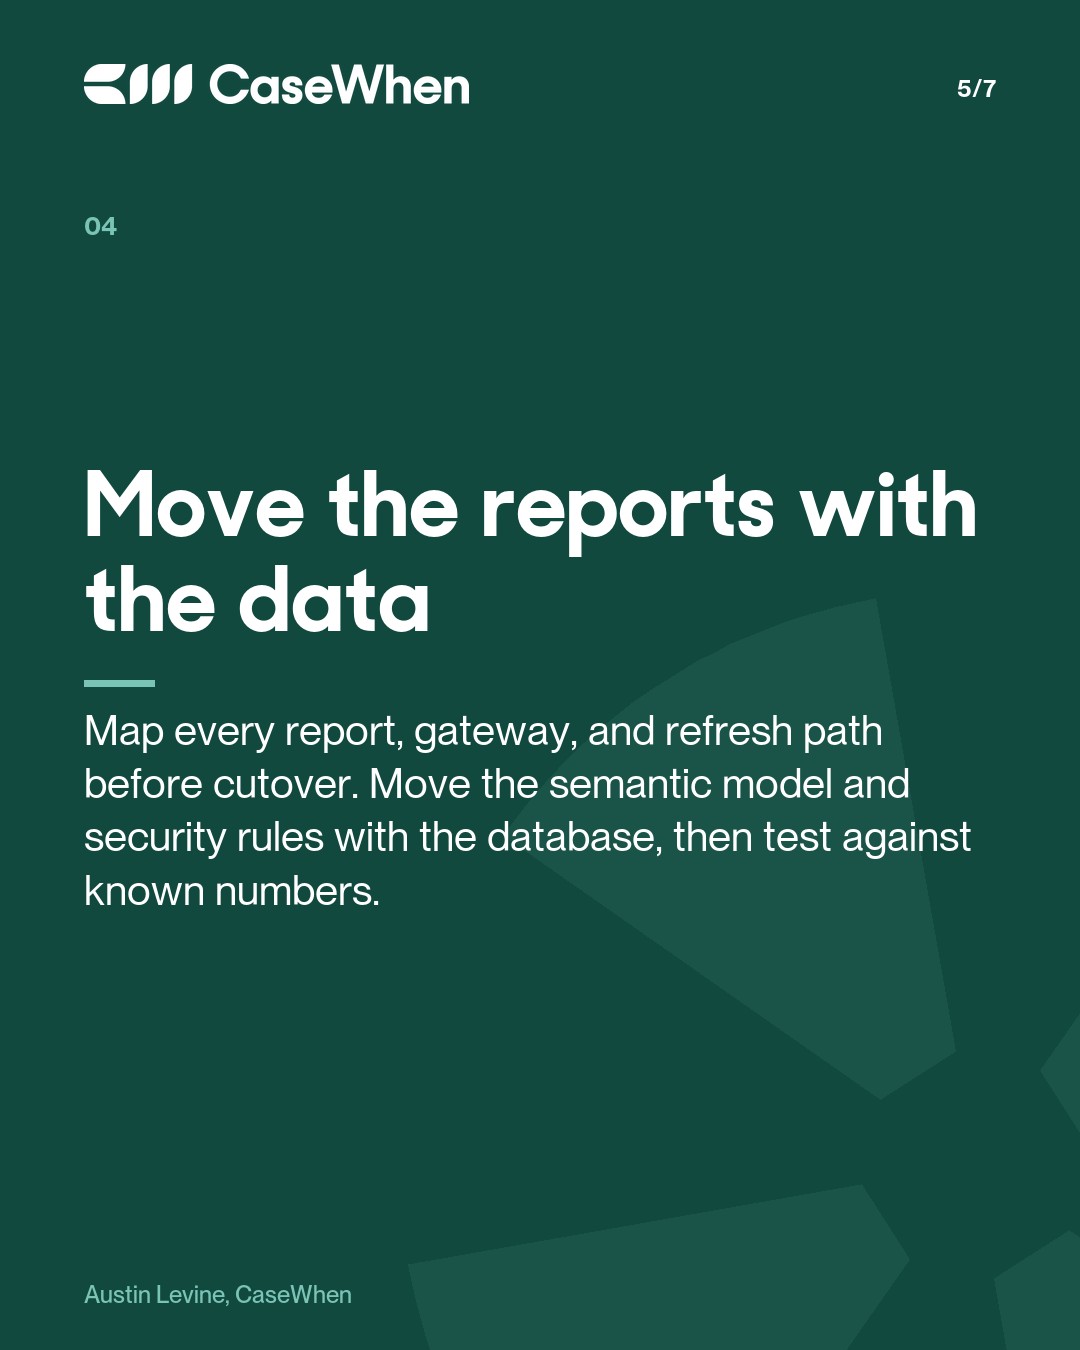 CaseWhen
5/7
04
Move the reports with
the data
Map every report, gateway, and refresh path
before cutover. Move the semantic model and
security rules with the database, then test against
known numbers.
Austin Levine, CaseWhen